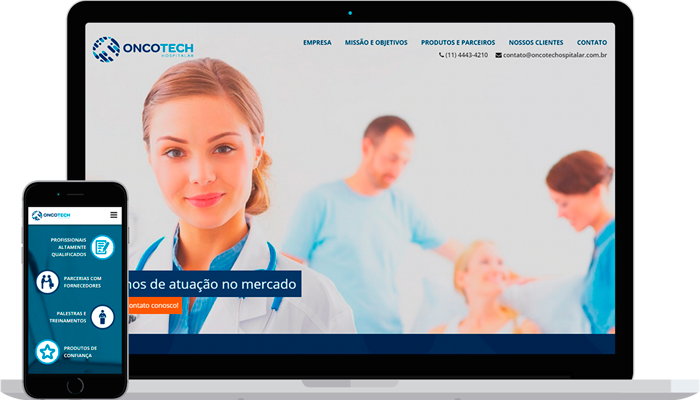 ONCOTECH
HOSPITALAR
EMPRESA MISSÃO E OBJETIVOS PRODUTOS E PARCEIROS NOSSOS CLIENTES CONTATO
(11) 4443-4210 contato@oncotechospitalar.com.br
nos de atuação no mercado
ontato conosco!
ONCOTECH
PROFISSIONAIS
ALTAMENTE
QUALIFICADOS
PARCERIAS COM
FORNECEDORES
PALESTRAS E
TREINAMENTOS
PRODUTOS DE
CONFIANÇA